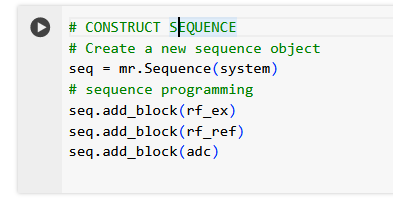 # CONSTRUCT SEQUENCE
# Create a new sequence object
seq = mr.Sequence(system)
# sequence programming
seq.add_block(rf_ex)
seq.add_block(rf_ref)
seq.add_block(adc)